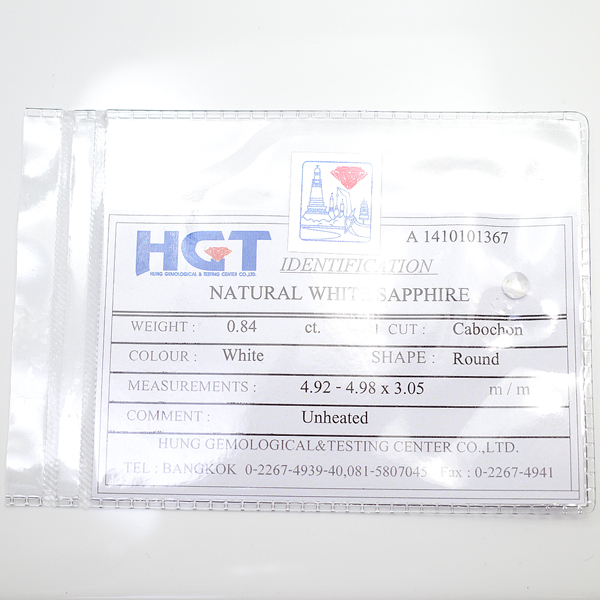 HGT
HUNG GEMOLOGICAL & TESTING CENTER CO.,LTD.
A 1410101367
IDENTIFICATION
NATURAL WHITE SAPPHIRE
WEIGHT : 0.84 ct. CUT : Cabochon
COLOUR : White SHAPE : Round
MEASUREMENTS : 4.92 - 4.98 x 3.05 m / m
COMMENT : Unheated
HUNG GEMOLOGICAL&TESTING CENTER CO.,LTD.
TEL : BANGKOK 0-2267-4939-40,081-5807045 Fax : 0-2267-4941